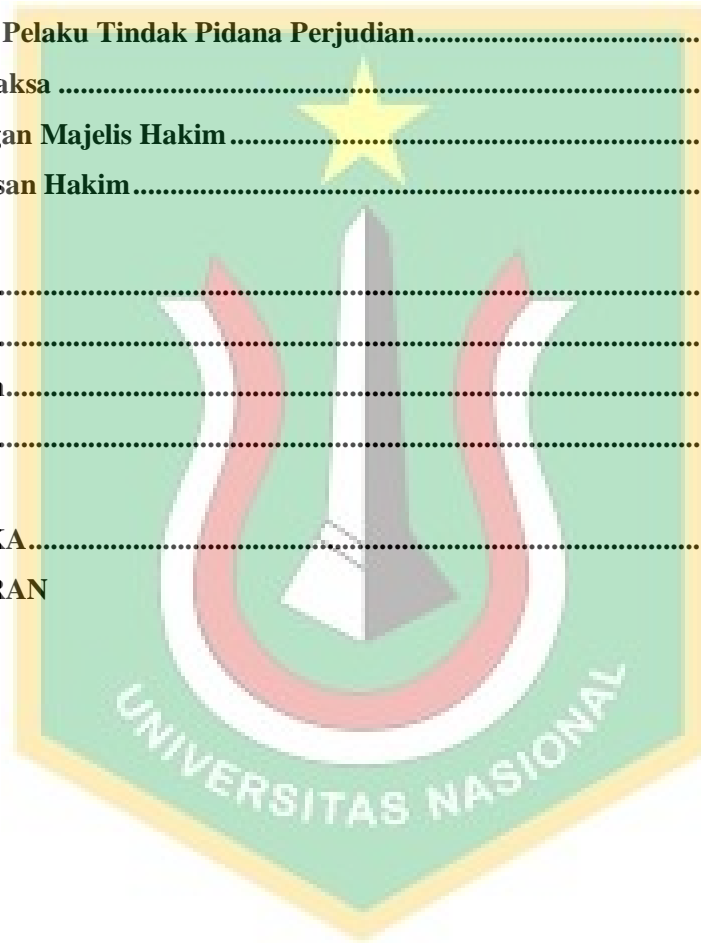 Pelaku Tindak Pidana Perjudian........................................
aksa ........................................................................................
gan Majelis Hakim ................................................................
san Hakim.............................................................................
................................................................................................
................................................................................................
n..............................................................................................
................................................................................................
KA...........................................................................................
RAN
UNIVERSITAS NASIONAL